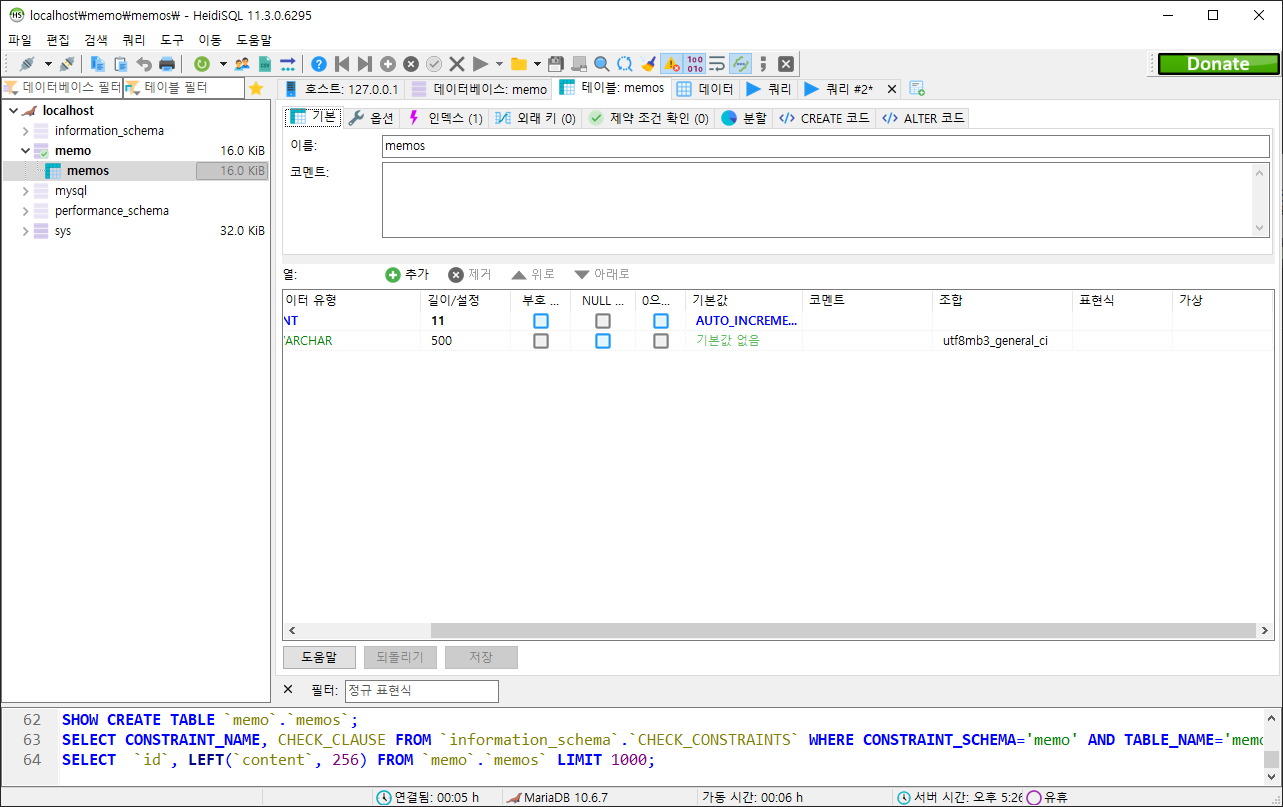 localhost￦memo￦memos￦ - HeidiSQL 11.3.0.6295
파일 편집 검색 쿼리 도구 이동 도움말
Donate
데이터베이스 필터 테이블 필터
호스트: 127.0.0.1 데이터베이스: memo 테이블: memos 데이터 쿼리 쿼리 #2*
localhost
information_schema
memo 16.0 KiB
memos 16.0 KiB
mysql
performance_schema
sys 32.0 KiB
기본 옵션 인덱스 (1) 외래 키 (0) 제약 조건 확인 (0) 분할 CREATE 코드 ALTER 코드
이름: memos
코멘트:
열: 추가 제거 위로 아래로
이터 유형 길이/설정 부호 ... NULL ... 0으... 기본값 코멘트 조합 표현식 가상
NT 11 AUTO_INCREME...
VARCHAR 500 기본값 없음 utf8mb3_general_ci
도움말 되돌리기 저장
필터: 정규 표현식
62 SHOW CREATE TABLE `memo`.`memos`;
63 SELECT CONSTRAINT_NAME, CHECK_CLAUSE FROM `information_schema`.`CHECK_CONSTRAINTS` WHERE CONSTRAINT_SCHEMA='memo' AND TABLE_NAME='memo
64 SELECT `id`, LEFT(`content`, 256) FROM `memo`.`memos` LIMIT 1000;
연결됨: 00:05 h MariaDB 10.6.7 가동 시간: 00:06 h 서버 시간: 오후 5:26 유휴